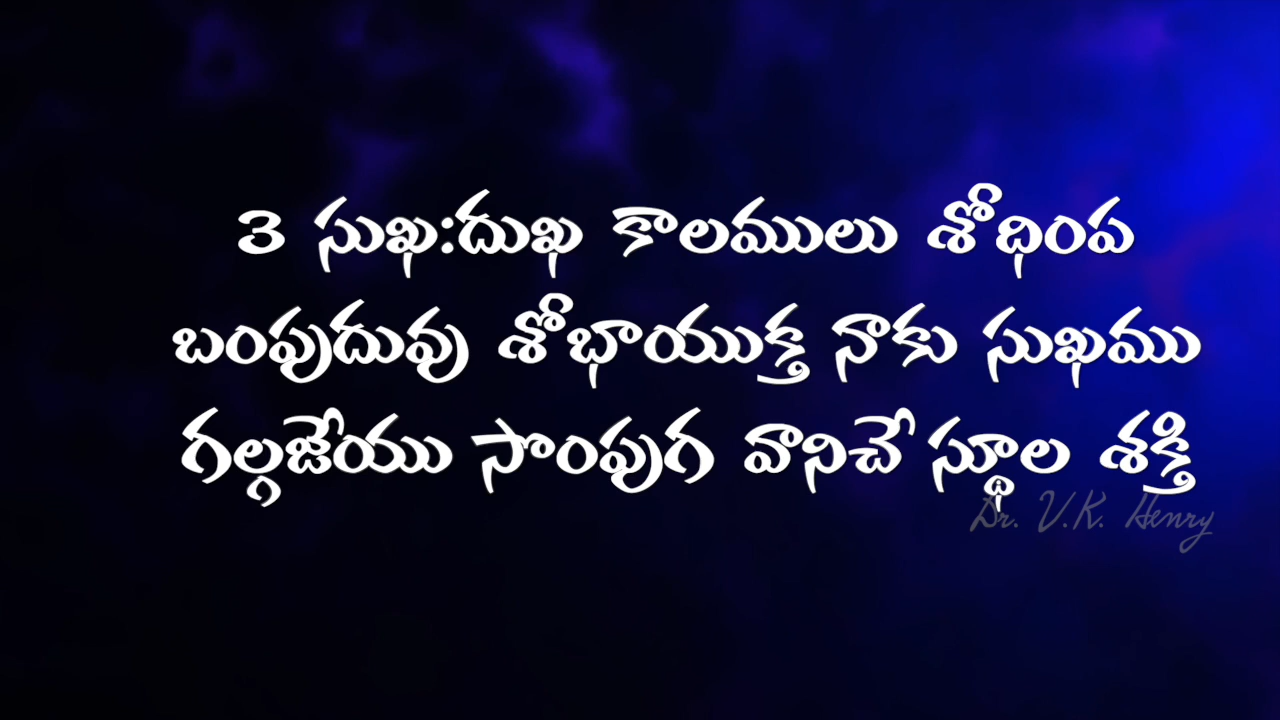 3 సుఖ:దుఖ కాలములు శోధింప
బంపుదువు శోభాయుక్త నాకు సుఖము
గల్గజేయు సొంపుగ వానిచే స్థూల శక్తి
Dr. V.K. Henry